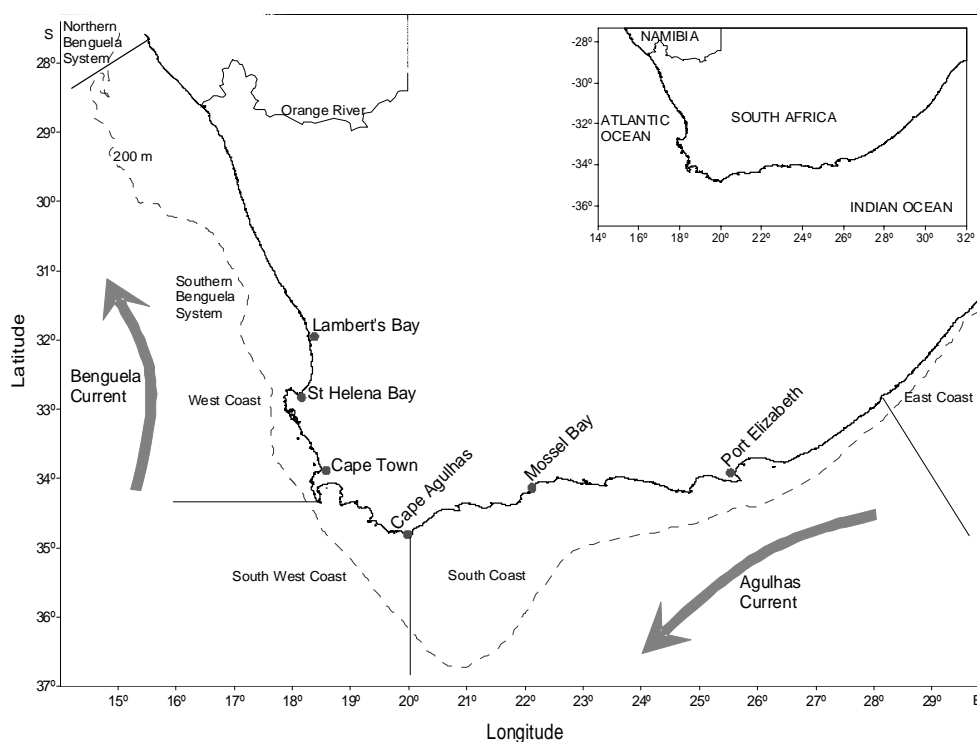 S
Northern
Benguela
System
28º
29º
30º
31º
32º
33º
34º
35º
36º
37º
Latitude
200 m
Orange River
Southern
Benguela
System
Benguela
Current
West Coast
Lambert's Bay
St Helena Bay
Cape Town
Cape Agulhas
Mossel Bay
Port Elizabeth
East Coast
South West Coast
South Coast
Agulhas
Current
15º 16º 17º 18º 19º 20º 21º 22º 23º 24º 25º 26º 27º 28º 29º E
Longitude
NAMIBIA
ATLANTIC
OCEAN
SOUTH AFRICA
INDIAN OCEAN
-28º
-30º
-32º
-34º
-36º
14º 16º 18º 20º 22º 24º 26º 28º 30º 32º